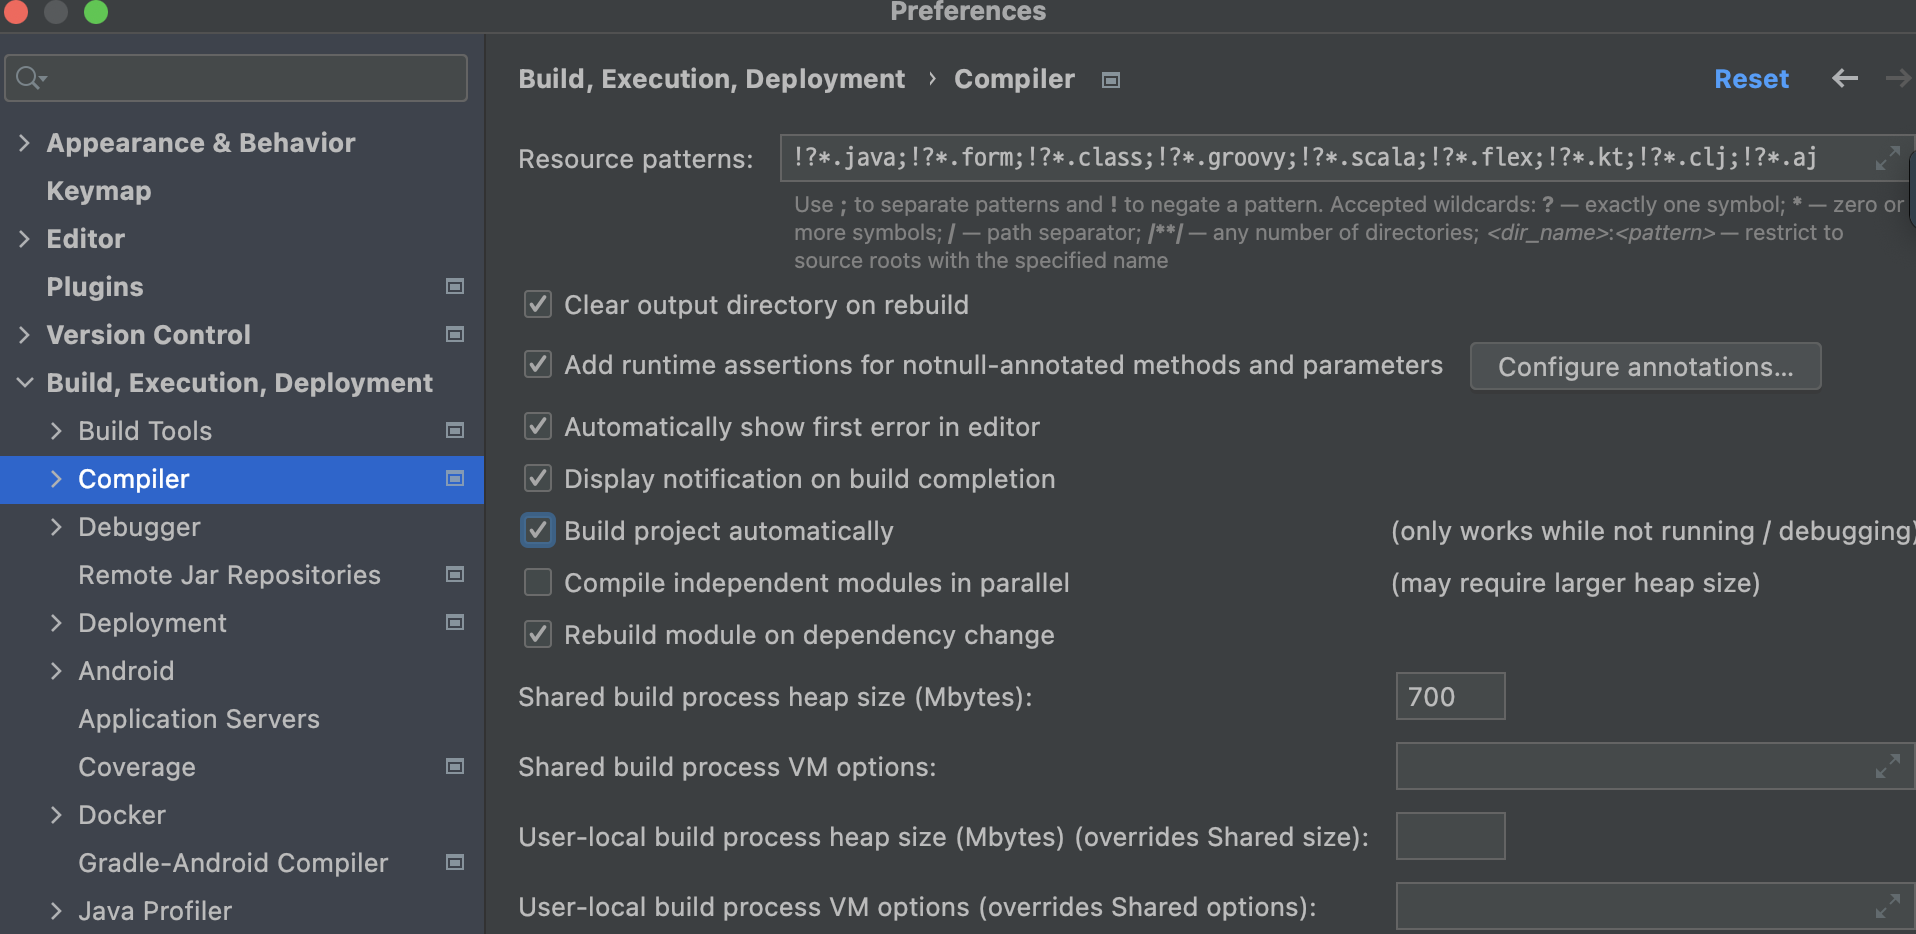 Preferences
Appearance & Behavior
Keymap
Editor
Plugins
Version Control
Build, Execution, Deployment
Build Tools
Compiler
Debugger
Remote Jar Repositories
Deployment
Android
Application Servers
Coverage
Docker
Gradle-Android Compiler
Java Profiler
Build, Execution, Deployment › Compiler
Reset
Resource patterns: !?*.java;!?*.form;!?*.class;!?*.groovy;!?*.scala;!?*.flex;!?*.kt;!?*.clj;!?*.aj
Use ; to separate patterns and ! to negate a pattern. Accepted wildcards: ? — exactly one symbol; * — zero or
more symbols; / — path separator; /**/ — any number of directories; <dir_name>:<pattern> — restrict to
source roots with the specified name
Clear output directory on rebuild
Add runtime assertions for notnull-annotated methods and parameters Configure annotations...
Automatically show first error in editor
Display notification on build completion
Build project automatically (only works while not running / debugging)
Compile independent modules in parallel (may require larger heap size)
Rebuild module on dependency change
Shared build process heap size (Mbytes): 700
Shared build process VM options:
User-local build process heap size (Mbytes) (overrides Shared size):
User-local build process VM options (overrides Shared options):